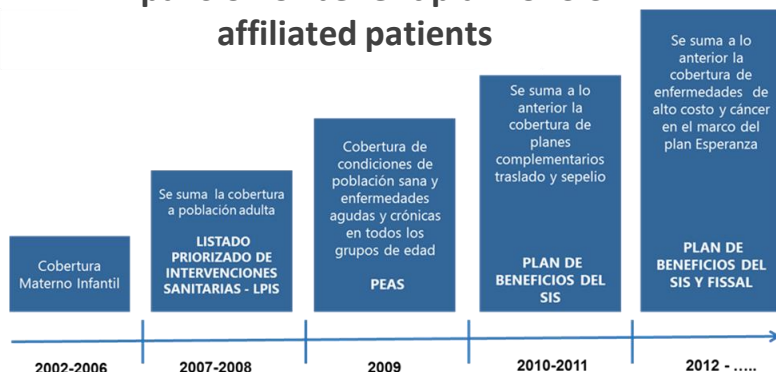 affiliated patients
Cobertura
Materno Infantil
Se suma la cobertura
a población adulta
LISTADO
PRIORIZADO DE
INTERVENCIONES
SANITARIAS - LPIS
Cobertura de
condiciones de
población sana y
enfermedades
agudas y crónicas
en todos los
grupos de edad
PEAS
Se suma a lo
anterior la
cobertura de
planes
complementarios
traslado y sepelio
PLAN DE
BENEFICIOS DEL
SIS
Se suma a lo
anterior la
cobertura de
enfermedades de
alto costo y cáncer
en el marco del
plan Esperanza
PLAN DE
BENEFICIOS DEL
SIS Y FISSAL
2002-2006
2007-2008
2009
2010-2011
2012 - .....